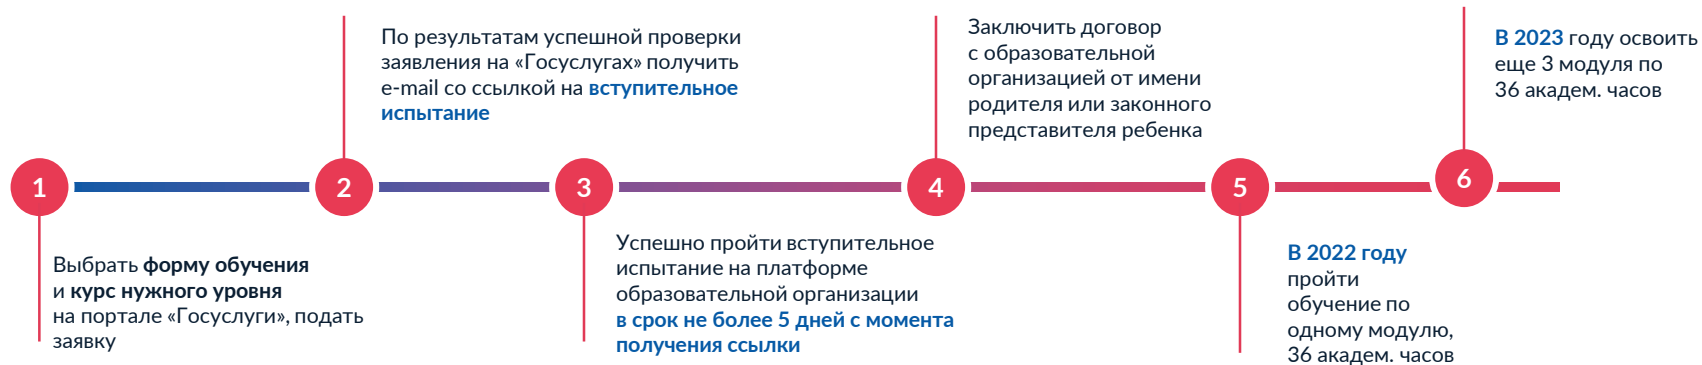 1
Выбрать форму обучения
и курс нужного уровня
на портале «Госуслуги», подать
заявку
2
По результатам успешной проверки
заявления на «Госуслугах» получить
e-mail со ссылкой на вступительное
испытание
3
Успешно пройти вступительное
испытание на платформе
образовательной организации
в срок не более 5 дней с момента
получения ссылки
4
Заключить договор
с образовательной
организацией от имени
родителя или законного
представителя ребенка
5
В 2022 году
пройти
обучение по
одному модулю,
36 академ. часов
6
В 2023 году освоить
еще 3 модуля по
36 академ. часов